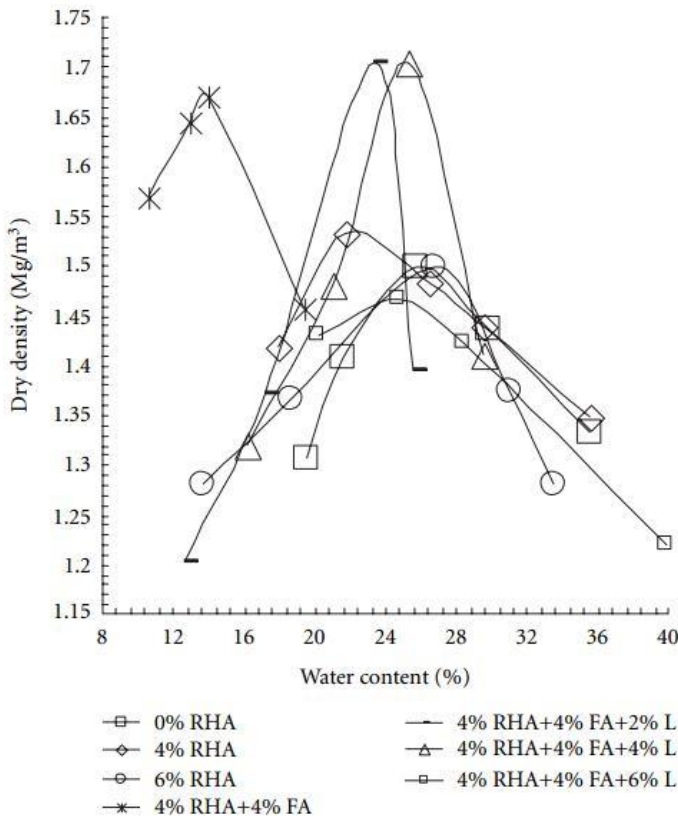 1.75
1.7
1.65
1.6
1.55
1.5
1.45
1.4
1.35
1.3
1.25
1.2
1.15
Dry density (Mg/m³)
8 12 16 20 24 28 32 36 40
Water content (%)
0% RHA
4% RHA
6% RHA
4% RHA+4% FA
4% RHA+4% FA+2% L
4% RHA+4% FA+4% L
4% RHA+4% FA+6% L